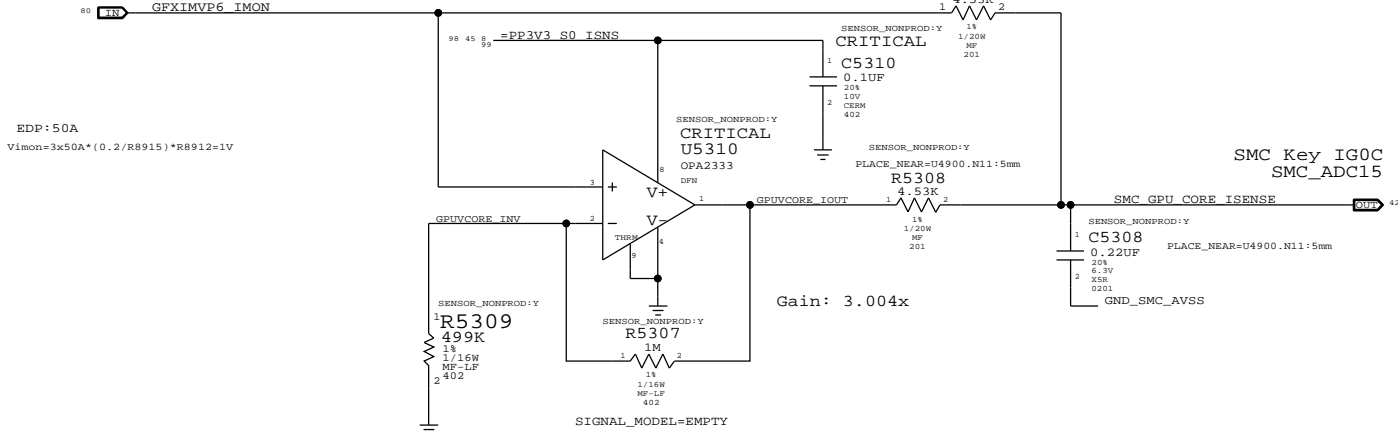 80 IN GFXIMVP6_IMON
4.53K
1 2
1%
1/20W
MF
201
98 45 8 =PP3V3_S0_ISNS
99
SENSOR_NONPROD:Y
CRITICAL
1 C5310
0.1UF
20%
10V
2 CERM
402
EDP:50A
Vimon=3x50A*(0.2/R8915)*R8912=1V
SENSOR_NONPROD:Y
CRITICAL
U5310
OPA2333
DFN
8
3 +
V+
1
2 -
V-
THRM
9
4
GPUVCORE_INV
GPUVCORE_IOUT
SENSOR_NONPROD:Y
PLACE_NEAR=U4900.N11:5mm
R5308
4.53K
1 2
1%
1/20W
MF
201
SMC Key IG0C
SMC_ADC15
SMC_GPU_CORE_ISENSE OUT 42
SENSOR_NONPROD:Y
1 C5308
0.22UF
PLACE_NEAR=U4900.N11:5mm
20%
6.3V
2 X5R
0201
GND_SMC_AVSS
Gain: 3.004x
SENSOR_NONPROD:Y
1 R5309
499K
1%
1/16W
MF-LF
2 402
SENSOR_NONPROD:Y
R5307
1M
1 2
1%
1/16W
MF-LF
402
SIGNAL_MODEL=EMPTY